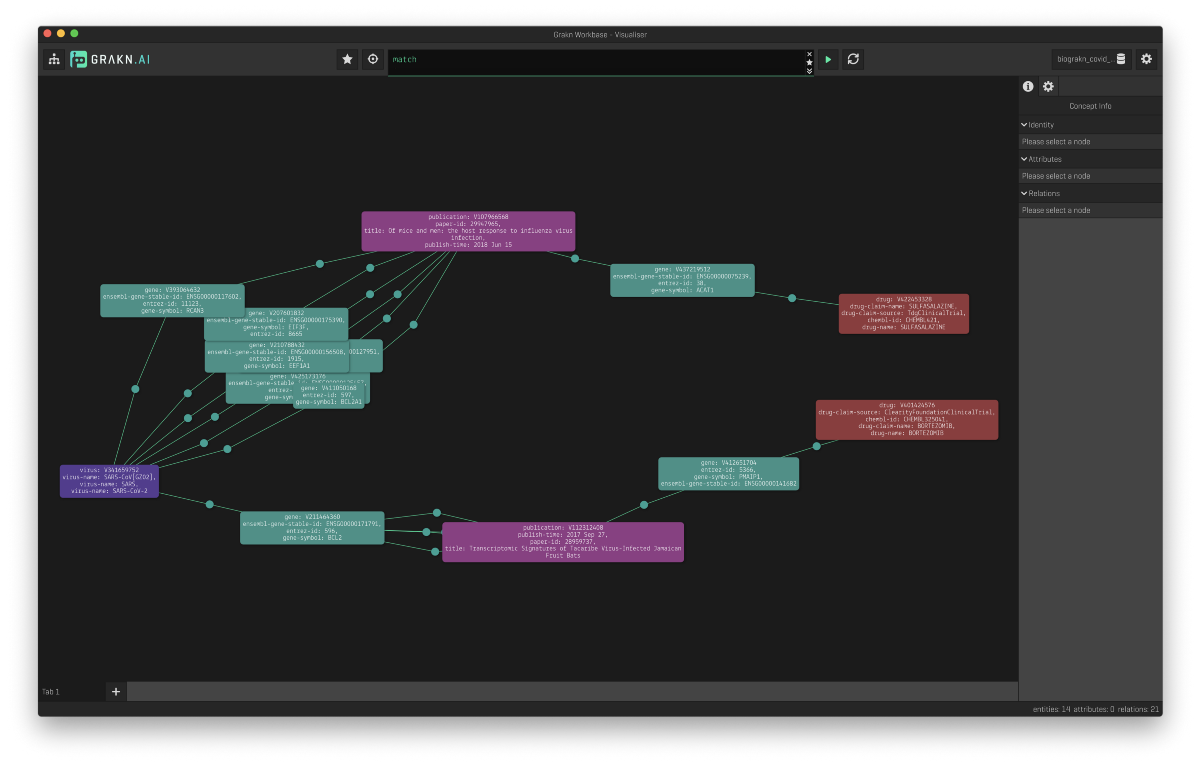 Grakn Workbase - Visualiser
GRAKN.AI
match
biograkn_covid_...
Concept Info
Identity
Please select a node
Attributes
Please select a node
Relations
Please select a node
publication: V107966568
paper-id: 29947965,
title: Of mice and men: the host response to influenza virus
infection,
publish-time: 2018 Jun 15
gene: V437219512
ensembl-gene-stable-id: ENSG00000075239,
entrez-id: 38,
gene-symbol: ACAT1
drug: V422453328
drug-claim-name: SULFASALAZINE,
drug-claim-source: TdgClinicalTrial,
chembl-id: CHEMBL421,
drug-name: SULFASALAZINE
gene: V393064632
ensembl-gene-stable-id: ENSG00000117602,
entrez-id: 11123,
gene-symbol: RCAN3
gene: V207601832
ensembl-gene-stable-id: ENSG00000175390,
gene-symbol: EIF3F,
entrez-id: 8665
gene: V210788432
ensembl-gene-stable-id: ENSG00000156508,
entrez-id: 1915,
gene-symbol: EEF1A1
00127951,
gene: V425173176
ensembl-gene-stable
entrez-
gene-sym
gene: V411050168
entrez-id: 597,
gene-symbol: BCL2A1
drug: V401424576
drug-claim-source: ClearityFoundationClinicalTrial,
chembl-id: CHEMBL325041,
drug-claim-name: BORTEZOMIB,
drug-name: BORTEZOMIB
virus: V341659752
virus-name: SARS-CoV[GZ02],
virus-name: SARS,
virus-name: SARS-CoV-2
gene: V412651704
entrez-id: 5366,
gene-symbol: PMAIP1,
ensembl-gene-stable-id: ENSG00000141682
gene: V211464360
ensembl-gene-stable-id: ENSG00000171791,
entrez-id: 596,
gene-symbol: BCL2
publication: V112312408
publish-time: 2017 Sep 27,
paper-id: 28959737,
title: Transcriptomic Signatures of Tacaribe Virus-Infected Jamaican
Fruit Bats
Tab 1
entities: 14 attributes: 0 relations: 21